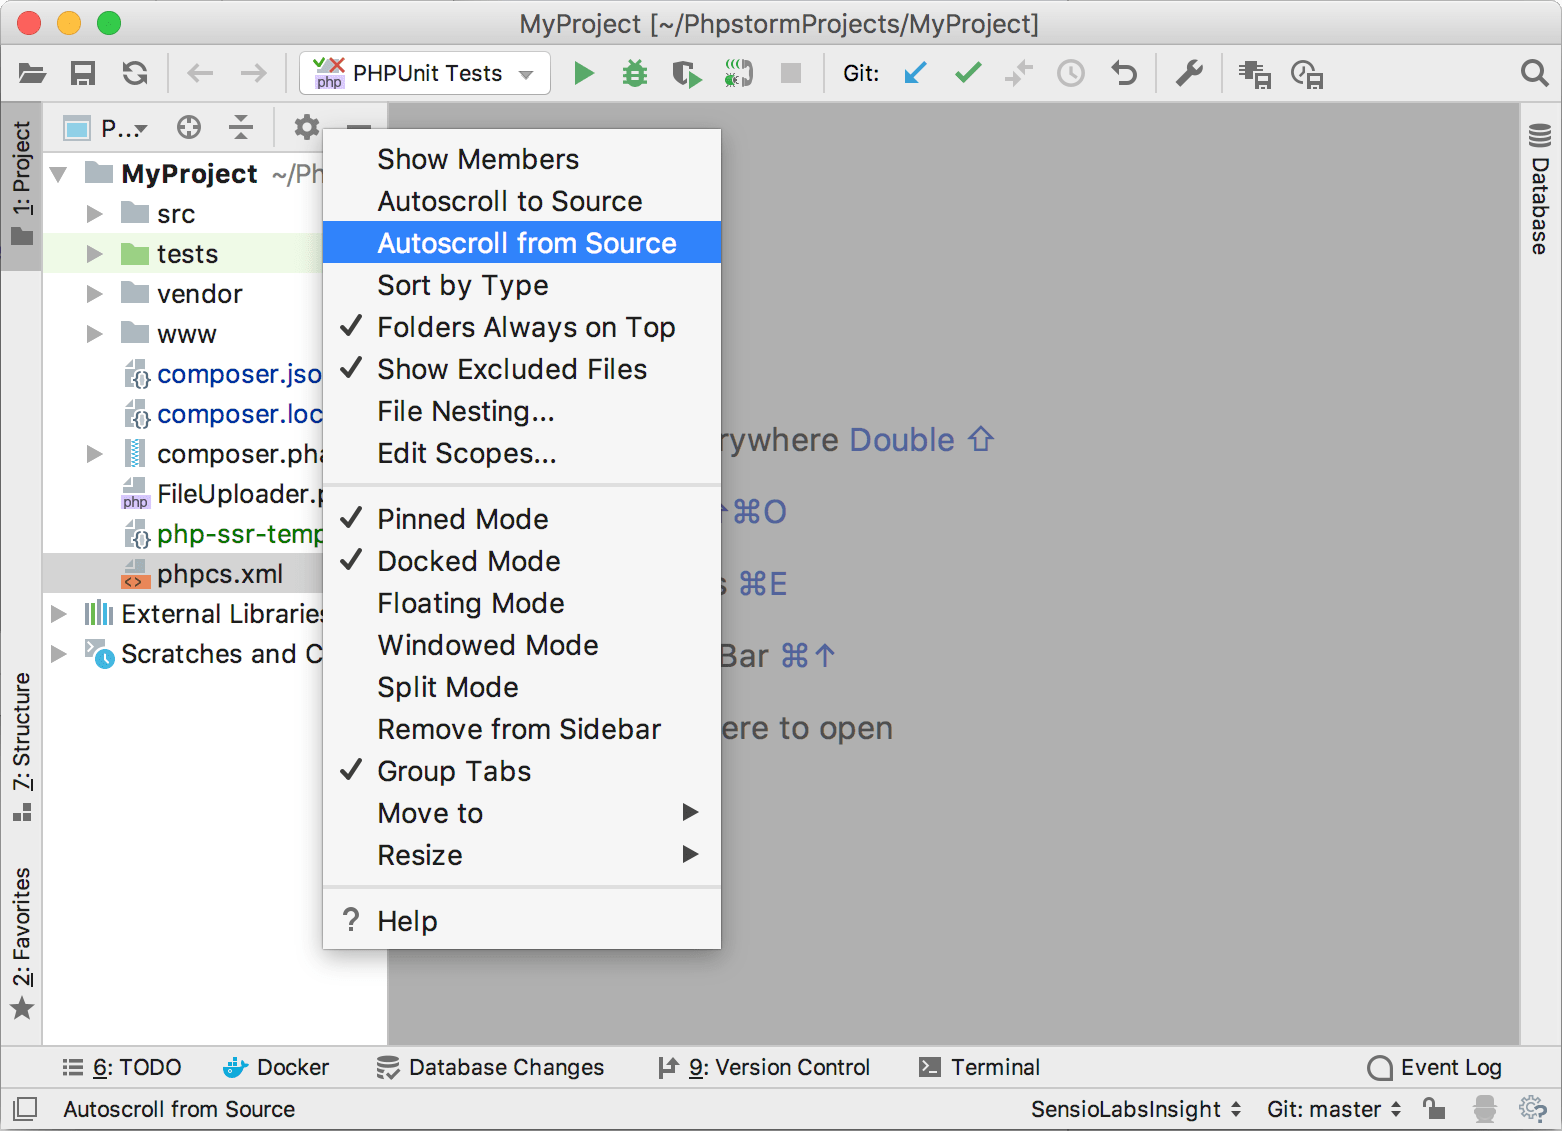 MyProject [~/PhpstormProjects/MyProject]
php
PHPUnit Tests
Git:
1: Project
7: Structure
2: Favorites
P...
MyProject ~/Ph
src
tests
vendor
www
composer.jso
composer.loc
composer.pha
php
FileUploader.p
php-ssr-temp
phpcs.xml
External Libraries
Scratches and C
Show Members
Autoscroll to Source
Autoscroll from Source
Sort by Type
Folders Always on Top
Show Excluded Files
File Nesting...
Edit Scopes...
Pinned Mode
Docked Mode
Floating Mode
Windowed Mode
Split Mode
Remove from Sidebar
Group Tabs
Move to
Resize
? Help
rywhere Double ⇧
⌘O
s ⌘E
Bar ⌘↑
ere to open
Database
6: TODO
Docker
Database Changes
9: Version Control
Terminal
Event Log
Autoscroll from Source
SensioLabsInsight
Git: master